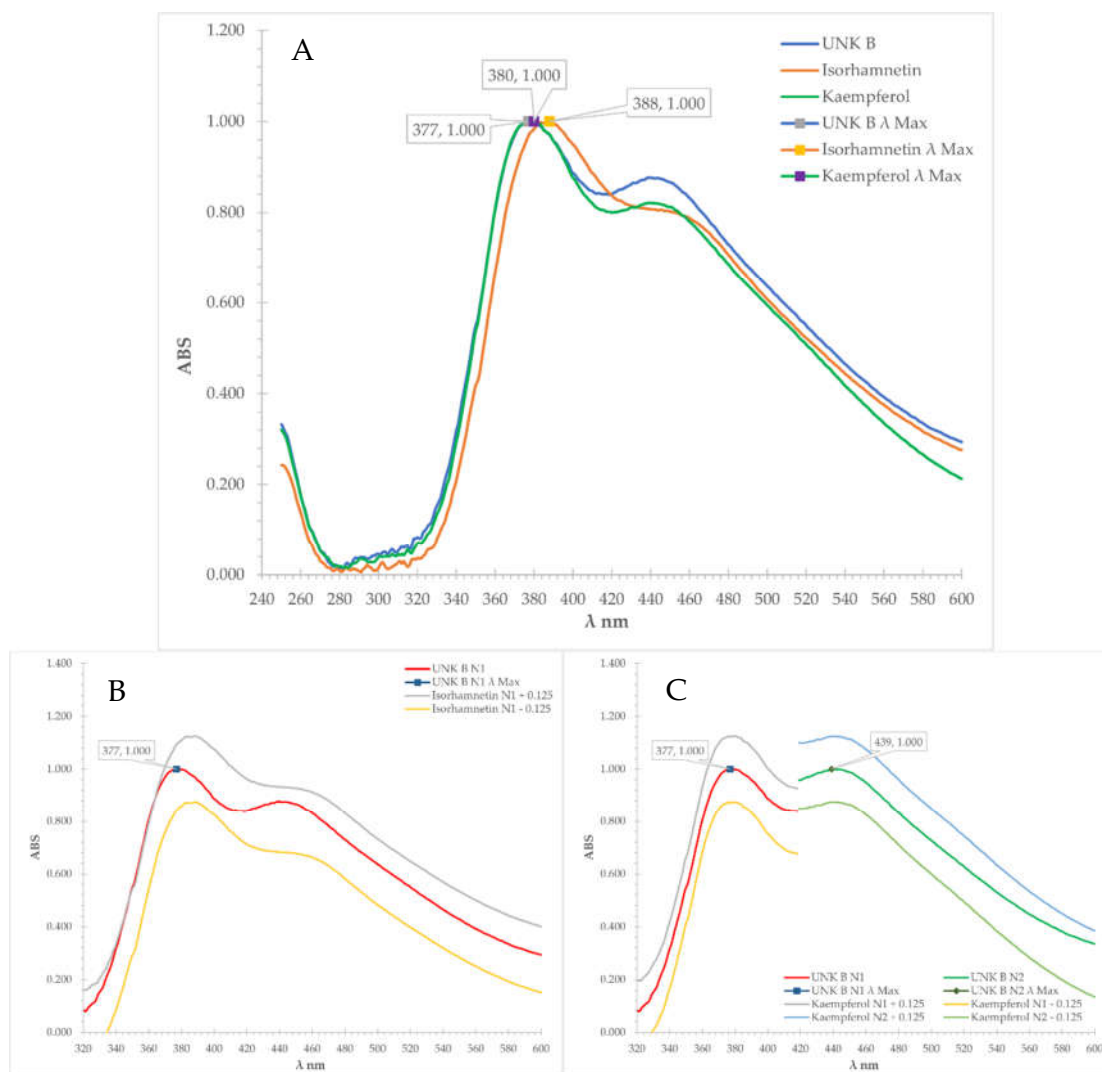 A
UNK B
Isorhamnetin
Kaempferol
UNK B λ Max
Isorhamnetin λ Max
Kaempferol λ Max
380, 1.000
377, 1.000
388, 1.000
1.200
1.000
0.800
0.600
0.400
0.200
0.000
ABS
240 260 280 300 320 340 360 380 400 420 440 460 480 500 520 540 560 580 600
λ nm
B
UNK B N1
UNK B N1 λ Max
Isorhamnetin N1 + 0.125
Isorhamnetin N1 - 0.125
377, 1.000
1.400
1.200
1.000
0.800
0.600
0.400
0.200
0.000
ABS
320 340 360 380 400 420 440 460 480 500 520 540 560 580 600
λ nm
C
377, 1.000
439, 1.000
1.400
1.200
1.000
0.800
0.600
0.400
0.200
0.000
ABS
UNK B N1
UNK B N2
UNK B N1 λ Max
UNK B N2 λ Max
Kaempferol N1 + 0.125
Kaempferol N1 - 0.125
Kaempferol N2 + 0.125
Kaempferol N2 - 0.125
320 340 360 380 400 420 440 460 480 500 520 540 560 580 600
λ nm